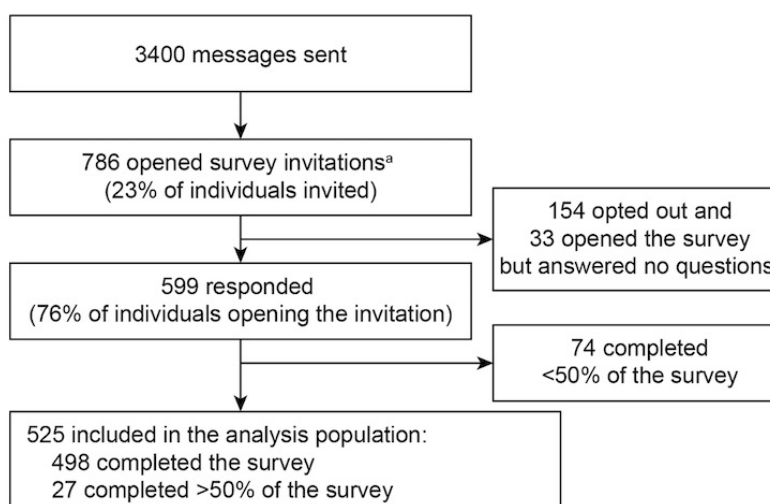 3400 messages sent
786 opened survey invitationsᵃ
(23% of individuals invited)
154 opted out and
33 opened the survey
but answered no questions
599 responded
(76% of individuals opening the invitation)
74 completed
<50% of the survey
525 included in the analysis population:
498 completed the survey
27 completed >50% of the survey